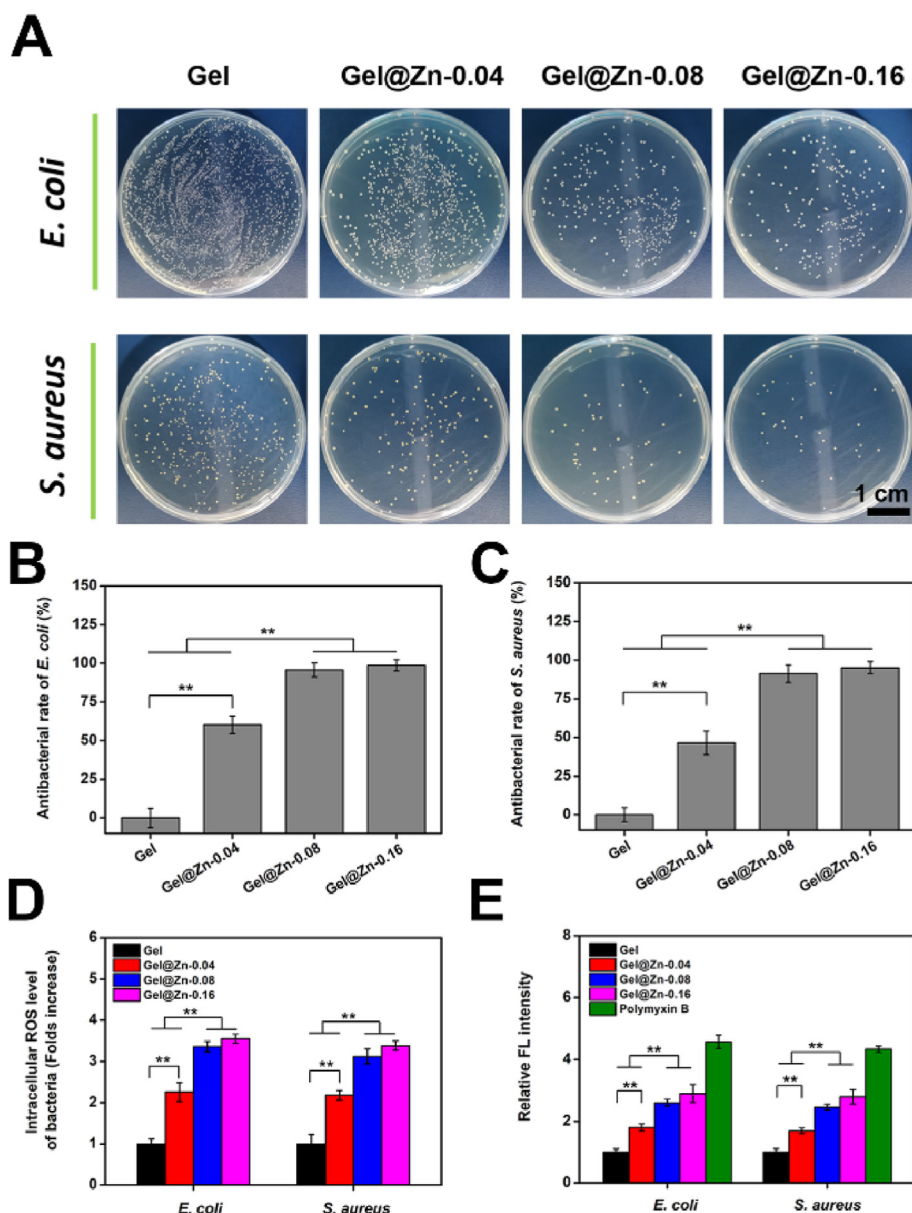 A
Gel
Gel@Zn-0.04
Gel@Zn-0.08
Gel@Zn-0.16
E. coli
S. aureus
1 cm
B
Antibacterial rate of E. coli (%)
150
125
100
75
50
25
0
**
**
Gel
Gel@Zn-0.04
Gel@Zn-0.08
Gel@Zn-0.16
C
Antibacterial rate of S. aureus (%)
150
125
100
75
50
25
0
**
**
Gel
Gel@Zn-0.04
Gel@Zn-0.08
Gel@Zn-0.16
D
Intracellular ROS level
of bacteria (Folds increase)
6
5
4
3
2
1
0
Gel
Gel@Zn-0.04
Gel@Zn-0.08
Gel@Zn-0.16
**
**
**
**
E. coli
S. aureus
E
Relative FL intensity
8
6
4
2
0
Gel
Gel@Zn-0.04
Gel@Zn-0.08
Gel@Zn-0.16
Polymyxin B
**
**
**
**
E. coli
S. aureus